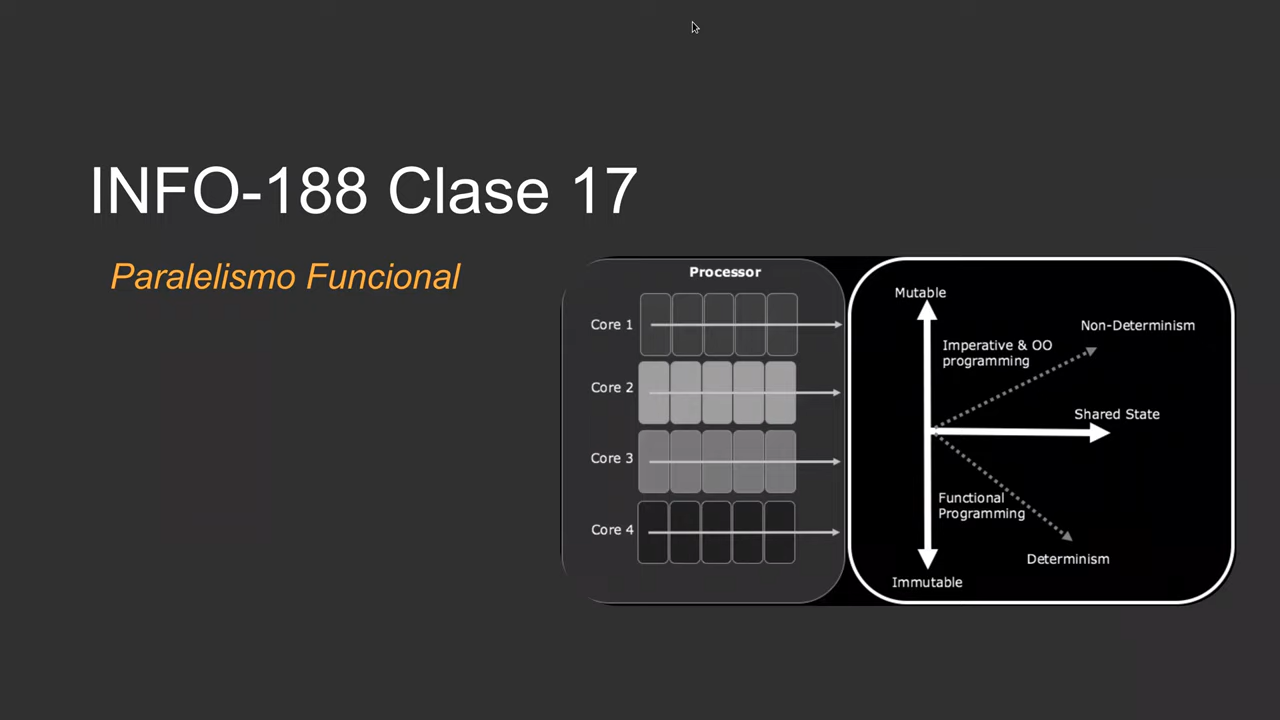 INFO-188 Clase 17
Paralelismo Funcional
Processor
Core 1
Core 2
Core 3
Core 4
Mutable
Non-Determinism
Imperative & OO
programming
Shared State
Functional
Programming
Determinism
Immutable